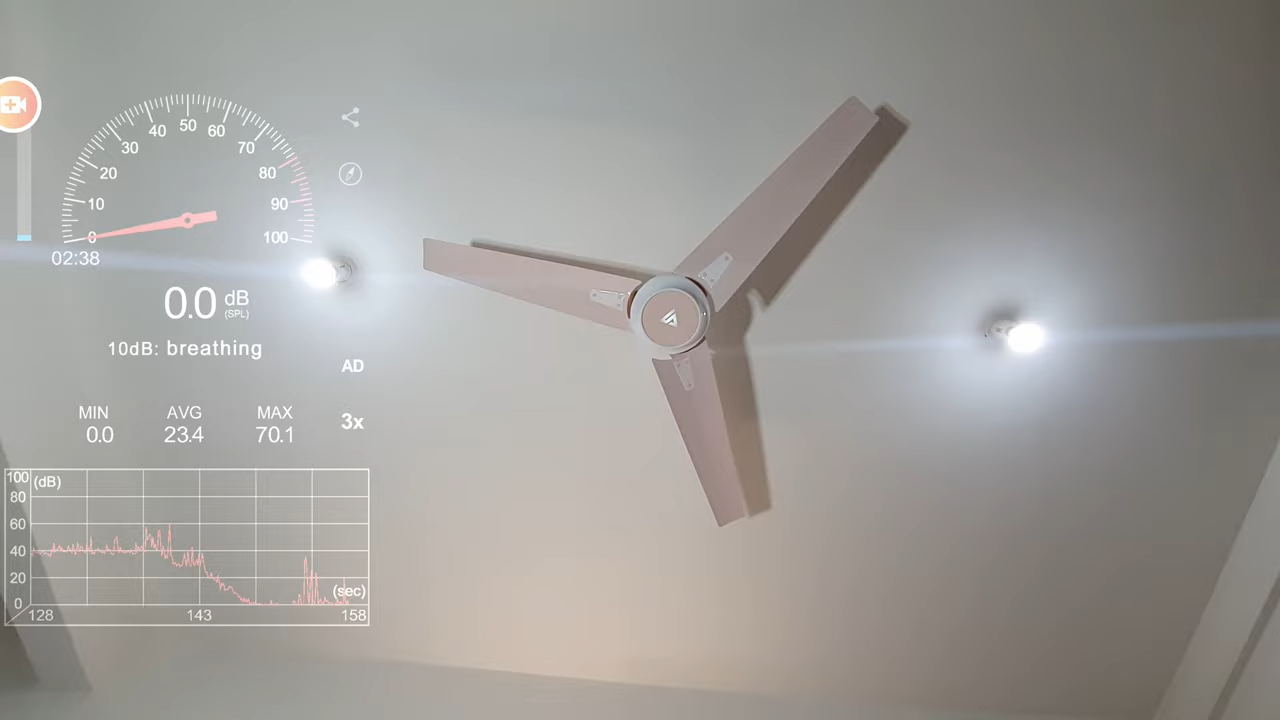 40 50 60
30 70
20 80
10 90
0 100
02:38
0.0 dB
(SPL)
10dB: breathing
AD
MIN AVG MAX
0.0 23.4 70.1
3x
100 (dB)
80
60
40
20
(sec)
0
128 143 158